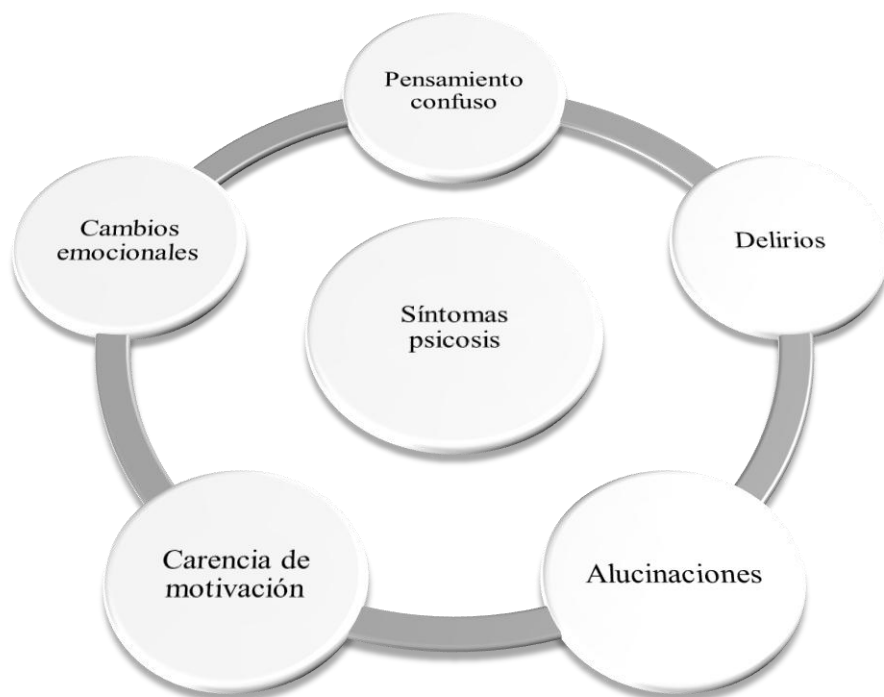 Pensamiento
confuso
Cambios
emocionales
Delirios
Síntomas
psicosis
Carencia de
motivación
Alucinaciones